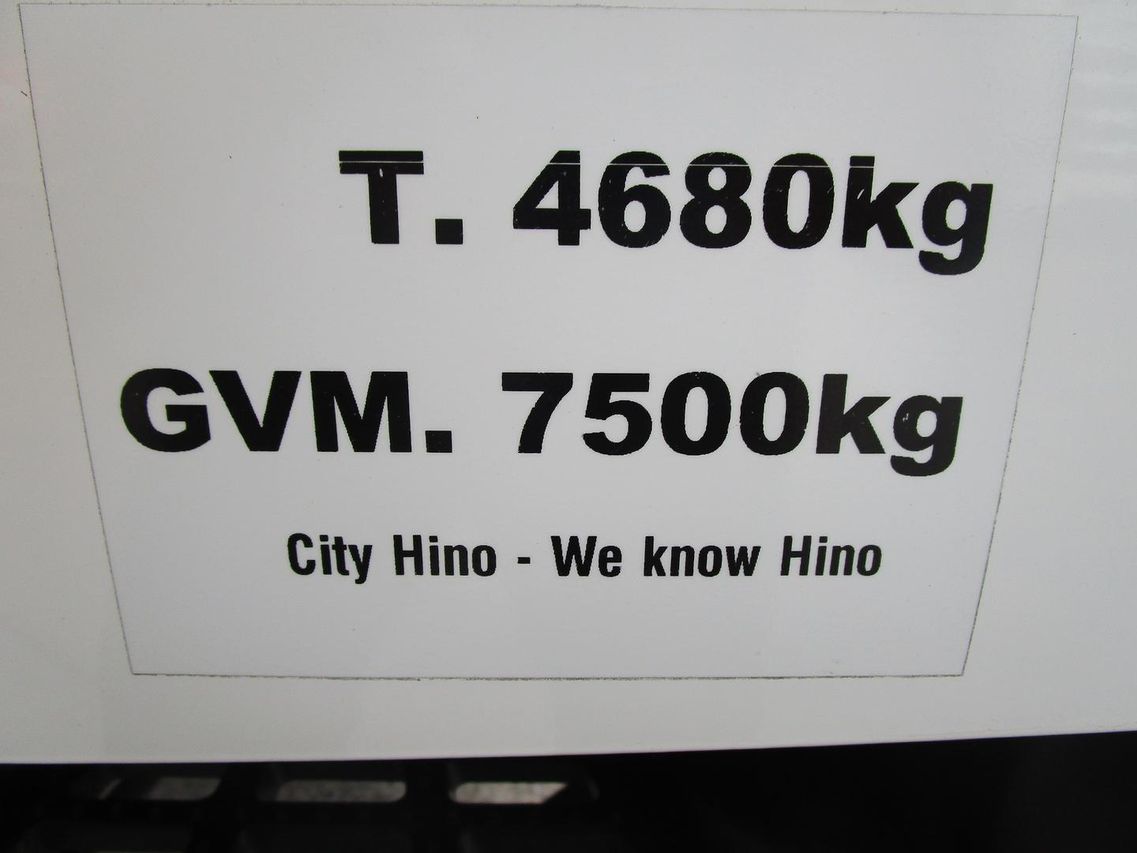 T. 4680kg
GVM. 7500kg
City Hino - We know Hino